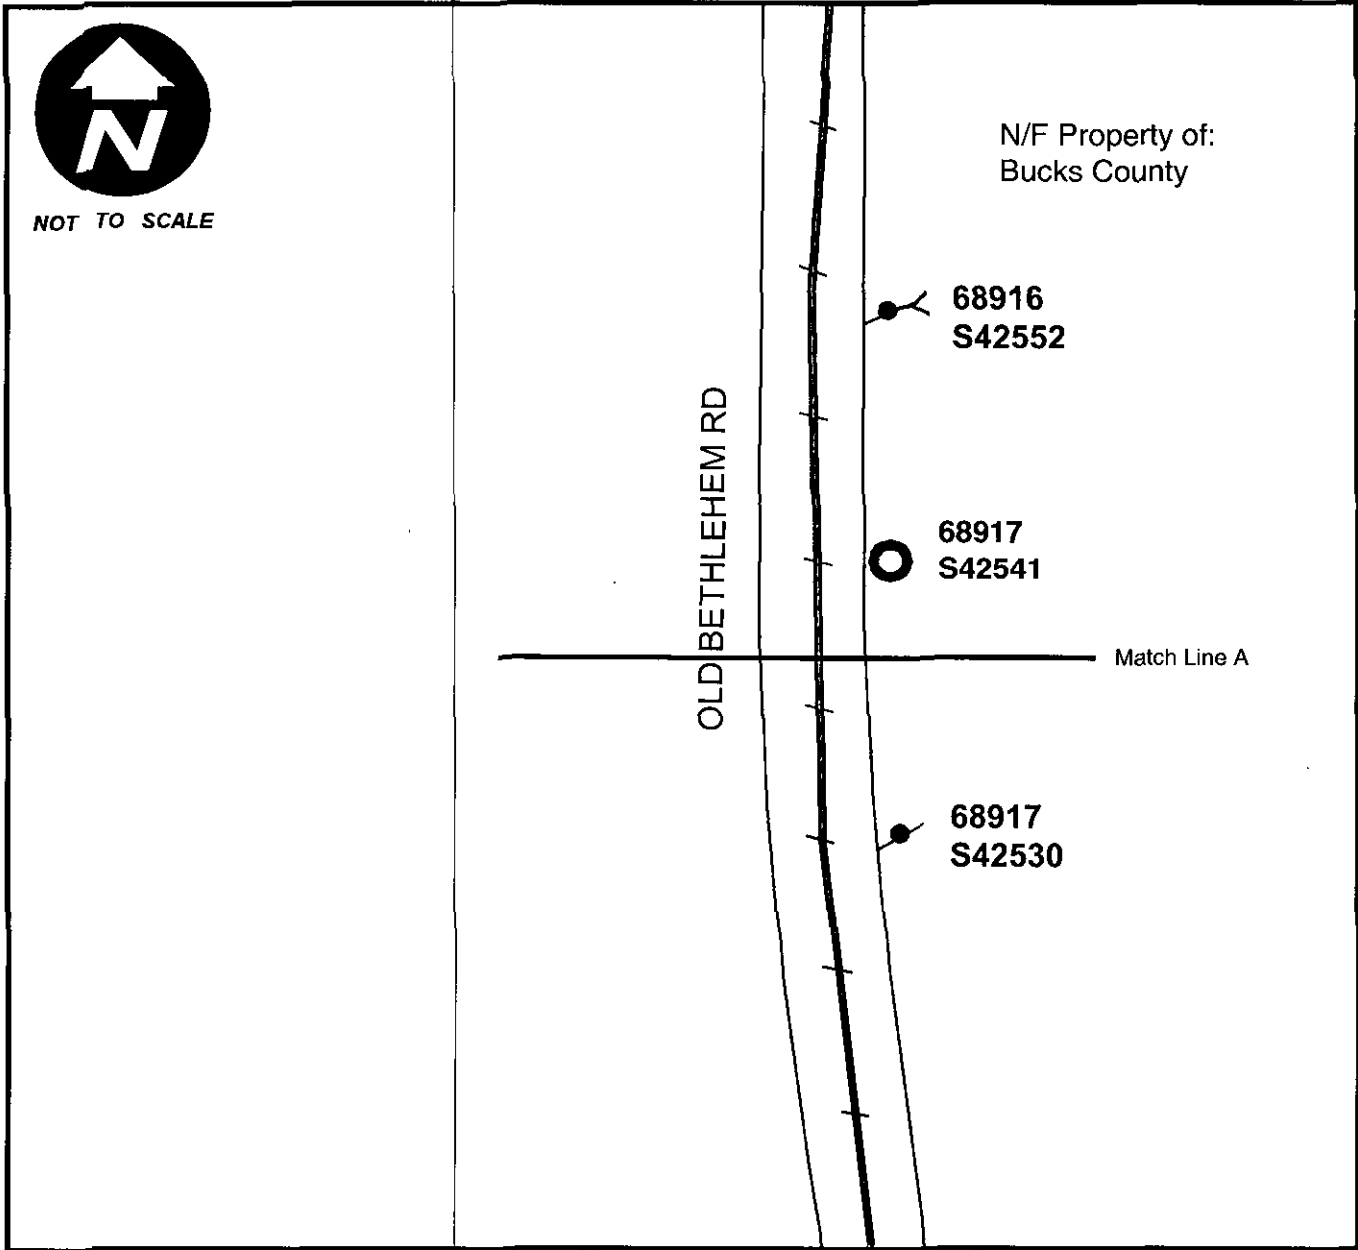 N
NOT TO SCALE
N/F Property of:
Bucks County
68916
S42552
OLD BETHLEHEM RD
68917
S42541
Match Line A
68917
S42530